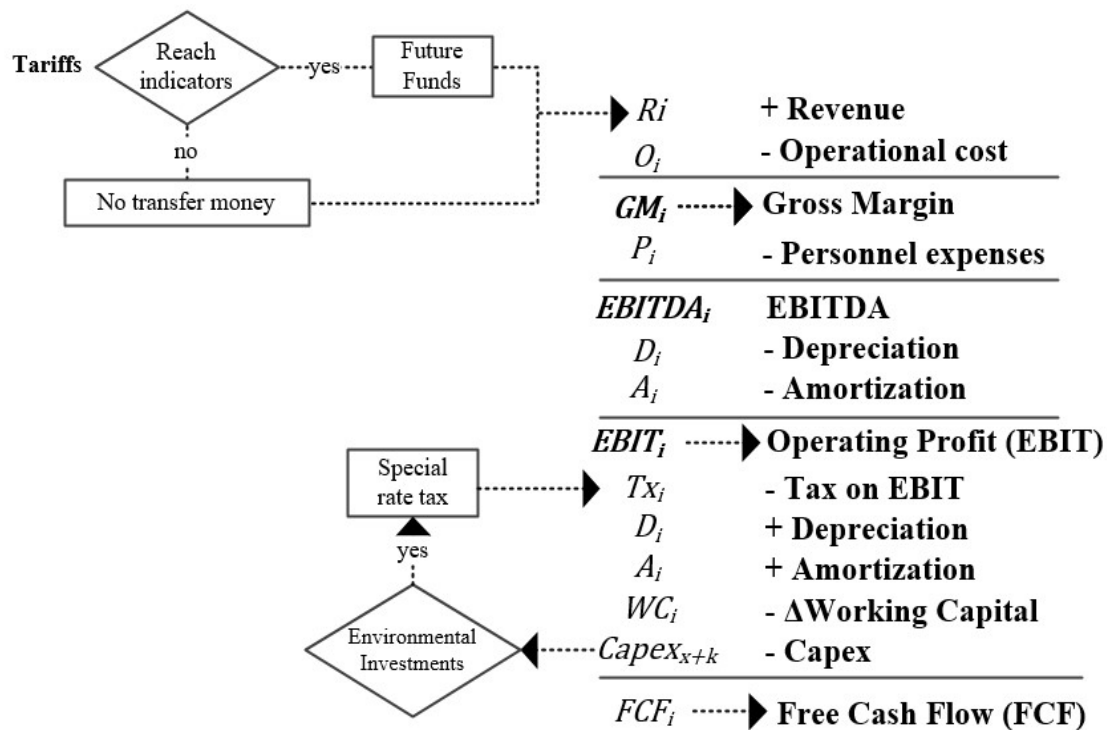 Tariffs
Reach
indicators
yes
Future
Funds
no
No transfer money
Ri + Revenue
Oᵢ - Operational cost
GMᵢ Gross Margin
Pᵢ - Personnel expenses
EBITDAᵢ EBITDA
Dᵢ - Depreciation
Aᵢ - Amortization
EBITᵢ Operating Profit (EBIT)
Special
rate tax
Txᵢ - Tax on EBIT
Dᵢ + Depreciation
yes
Aᵢ + Amortization
WCᵢ - ΔWorking Capital
Environmental
Investments
Capexₓ₊ₖ - Capex
FCFᵢ Free Cash Flow (FCF)